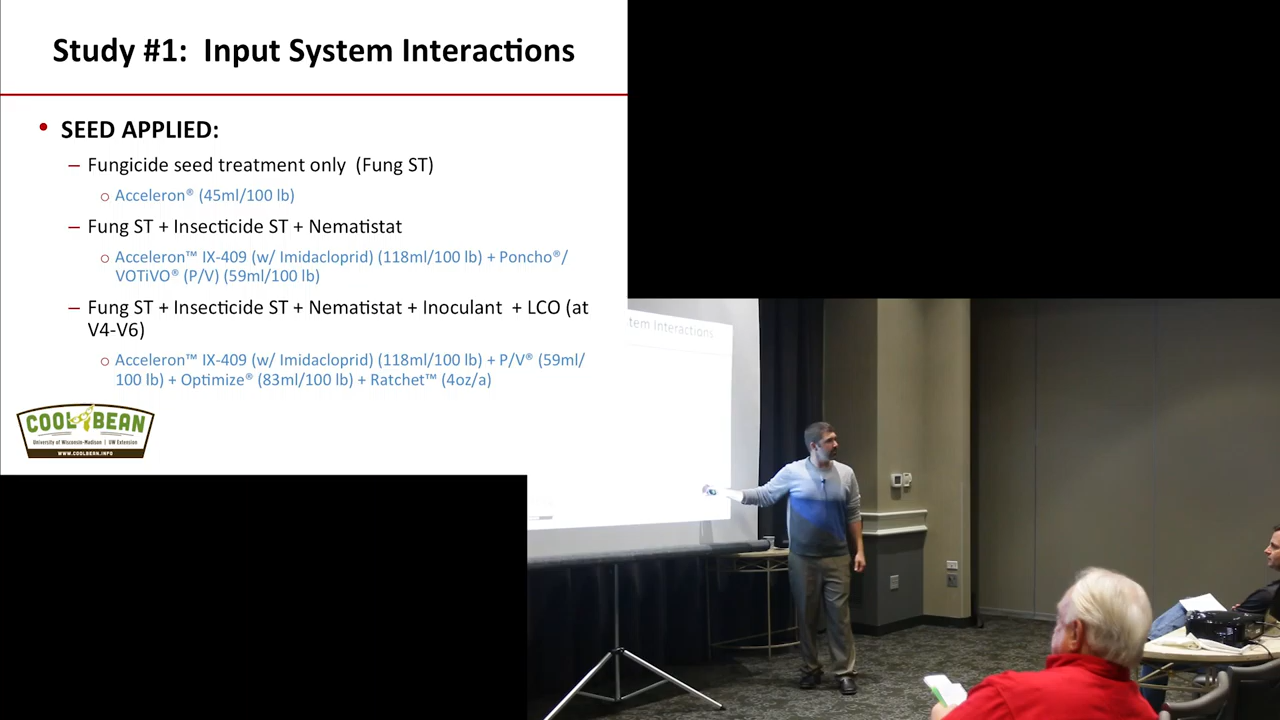 Study #1: Input System Interactions
• SEED APPLIED:
– Fungicide seed treatment only (Fung ST)
○ Acceleron® (45ml/100 lb)
– Fung ST + Insecticide ST + Nematistat
○ Acceleron™ IX-409 (w/ Imidacloprid) (118ml/100 lb) + Poncho®/
VOTiVO® (P/V) (59ml/100 lb)
– Fung ST + Insecticide ST + Nematistat + Inoculant + LCO (at
V4-V6)
○ Acceleron™ IX-409 (w/ Imidacloprid) (118ml/100 lb) + P/V® (59ml/
100 lb) + Optimize® (83ml/100 lb) + Ratchet™ (4oz/a)
COOL BEAN
University of Wisconsin-Madison | UW Extension
WWW.COOLBEAN.INFO
tem Interactions